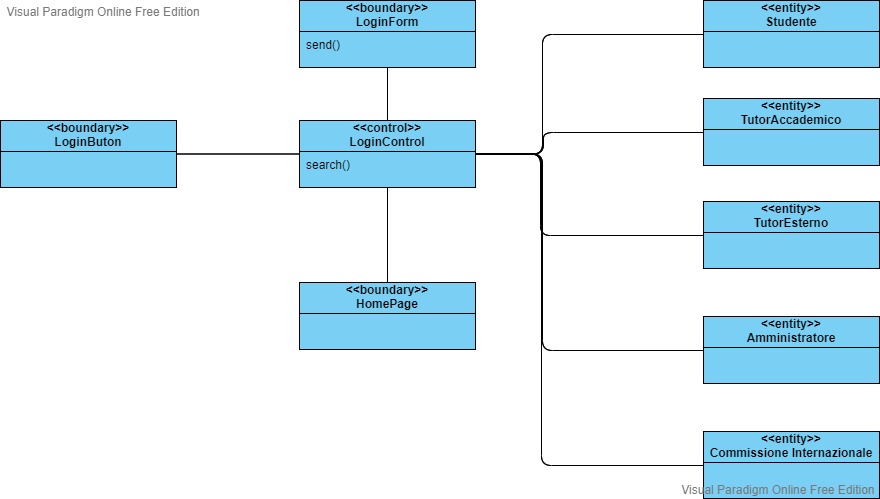 Visual Paradigm Online Free Edition
<<boundary>>
LoginForm
send()
<<entity>>
Studente
<<entity>>
TutorAccademico
<<boundary>>
LoginButon
<<control>>
LoginControl
search()
<<entity>>
TutorEsterno
<<boundary>>
HomePage
<<entity>>
Amministratore
<<entity>>
Commissione Internazionale
Visual Paradigm Online Free Edition